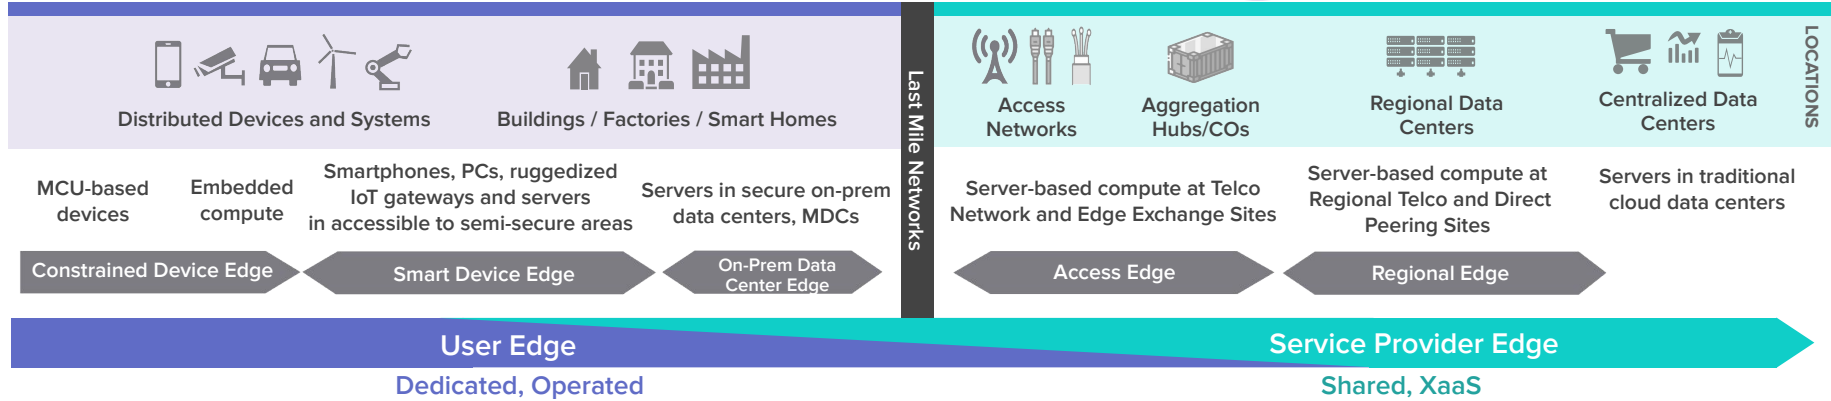 Distributed Devices and Systems
Buildings / Factories / Smart Homes
Last Mile Networks
Access
Networks
Aggregation
Hubs/COs
Regional Data
Centers
Centralized Data
Centers
LOCATIONS
MCU-based
devices
Embedded
compute
Smartphones, PCs, ruggedized
IoT gateways and servers
in accessible to semi-secure areas
Servers in secure on-prem
data centers, MDCs
Server-based compute at Telco
Network and Edge Exchange Sites
Server-based compute at
Regional Telco and Direct
Peering Sites
Servers in traditional
cloud data centers
Constrained Device Edge
Smart Device Edge
On-Prem Data
Center Edge
Access Edge
Regional Edge
User Edge
Service Provider Edge
Dedicated, Operated
Shared, XaaS